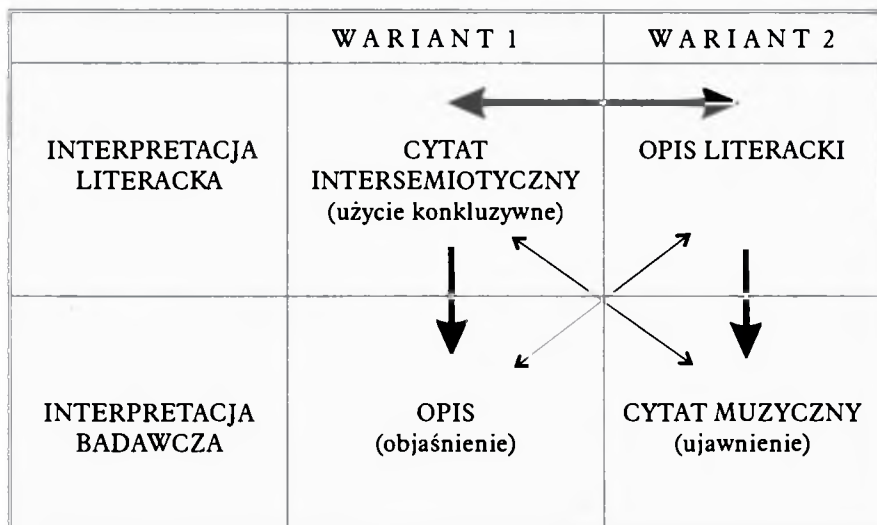 WARIANT 1 WARIANT 2
INTERPRETACJA
LITERACKA
CYTAT
INTERSEMIOTYCZNY
(użycie konkluzywne)
OPIS LITERACKI
INTERPRETACJA
BADAWCZA
OPIS
(objaśnienie)
CYTAT MUZYCZNY
(ujawnienie)